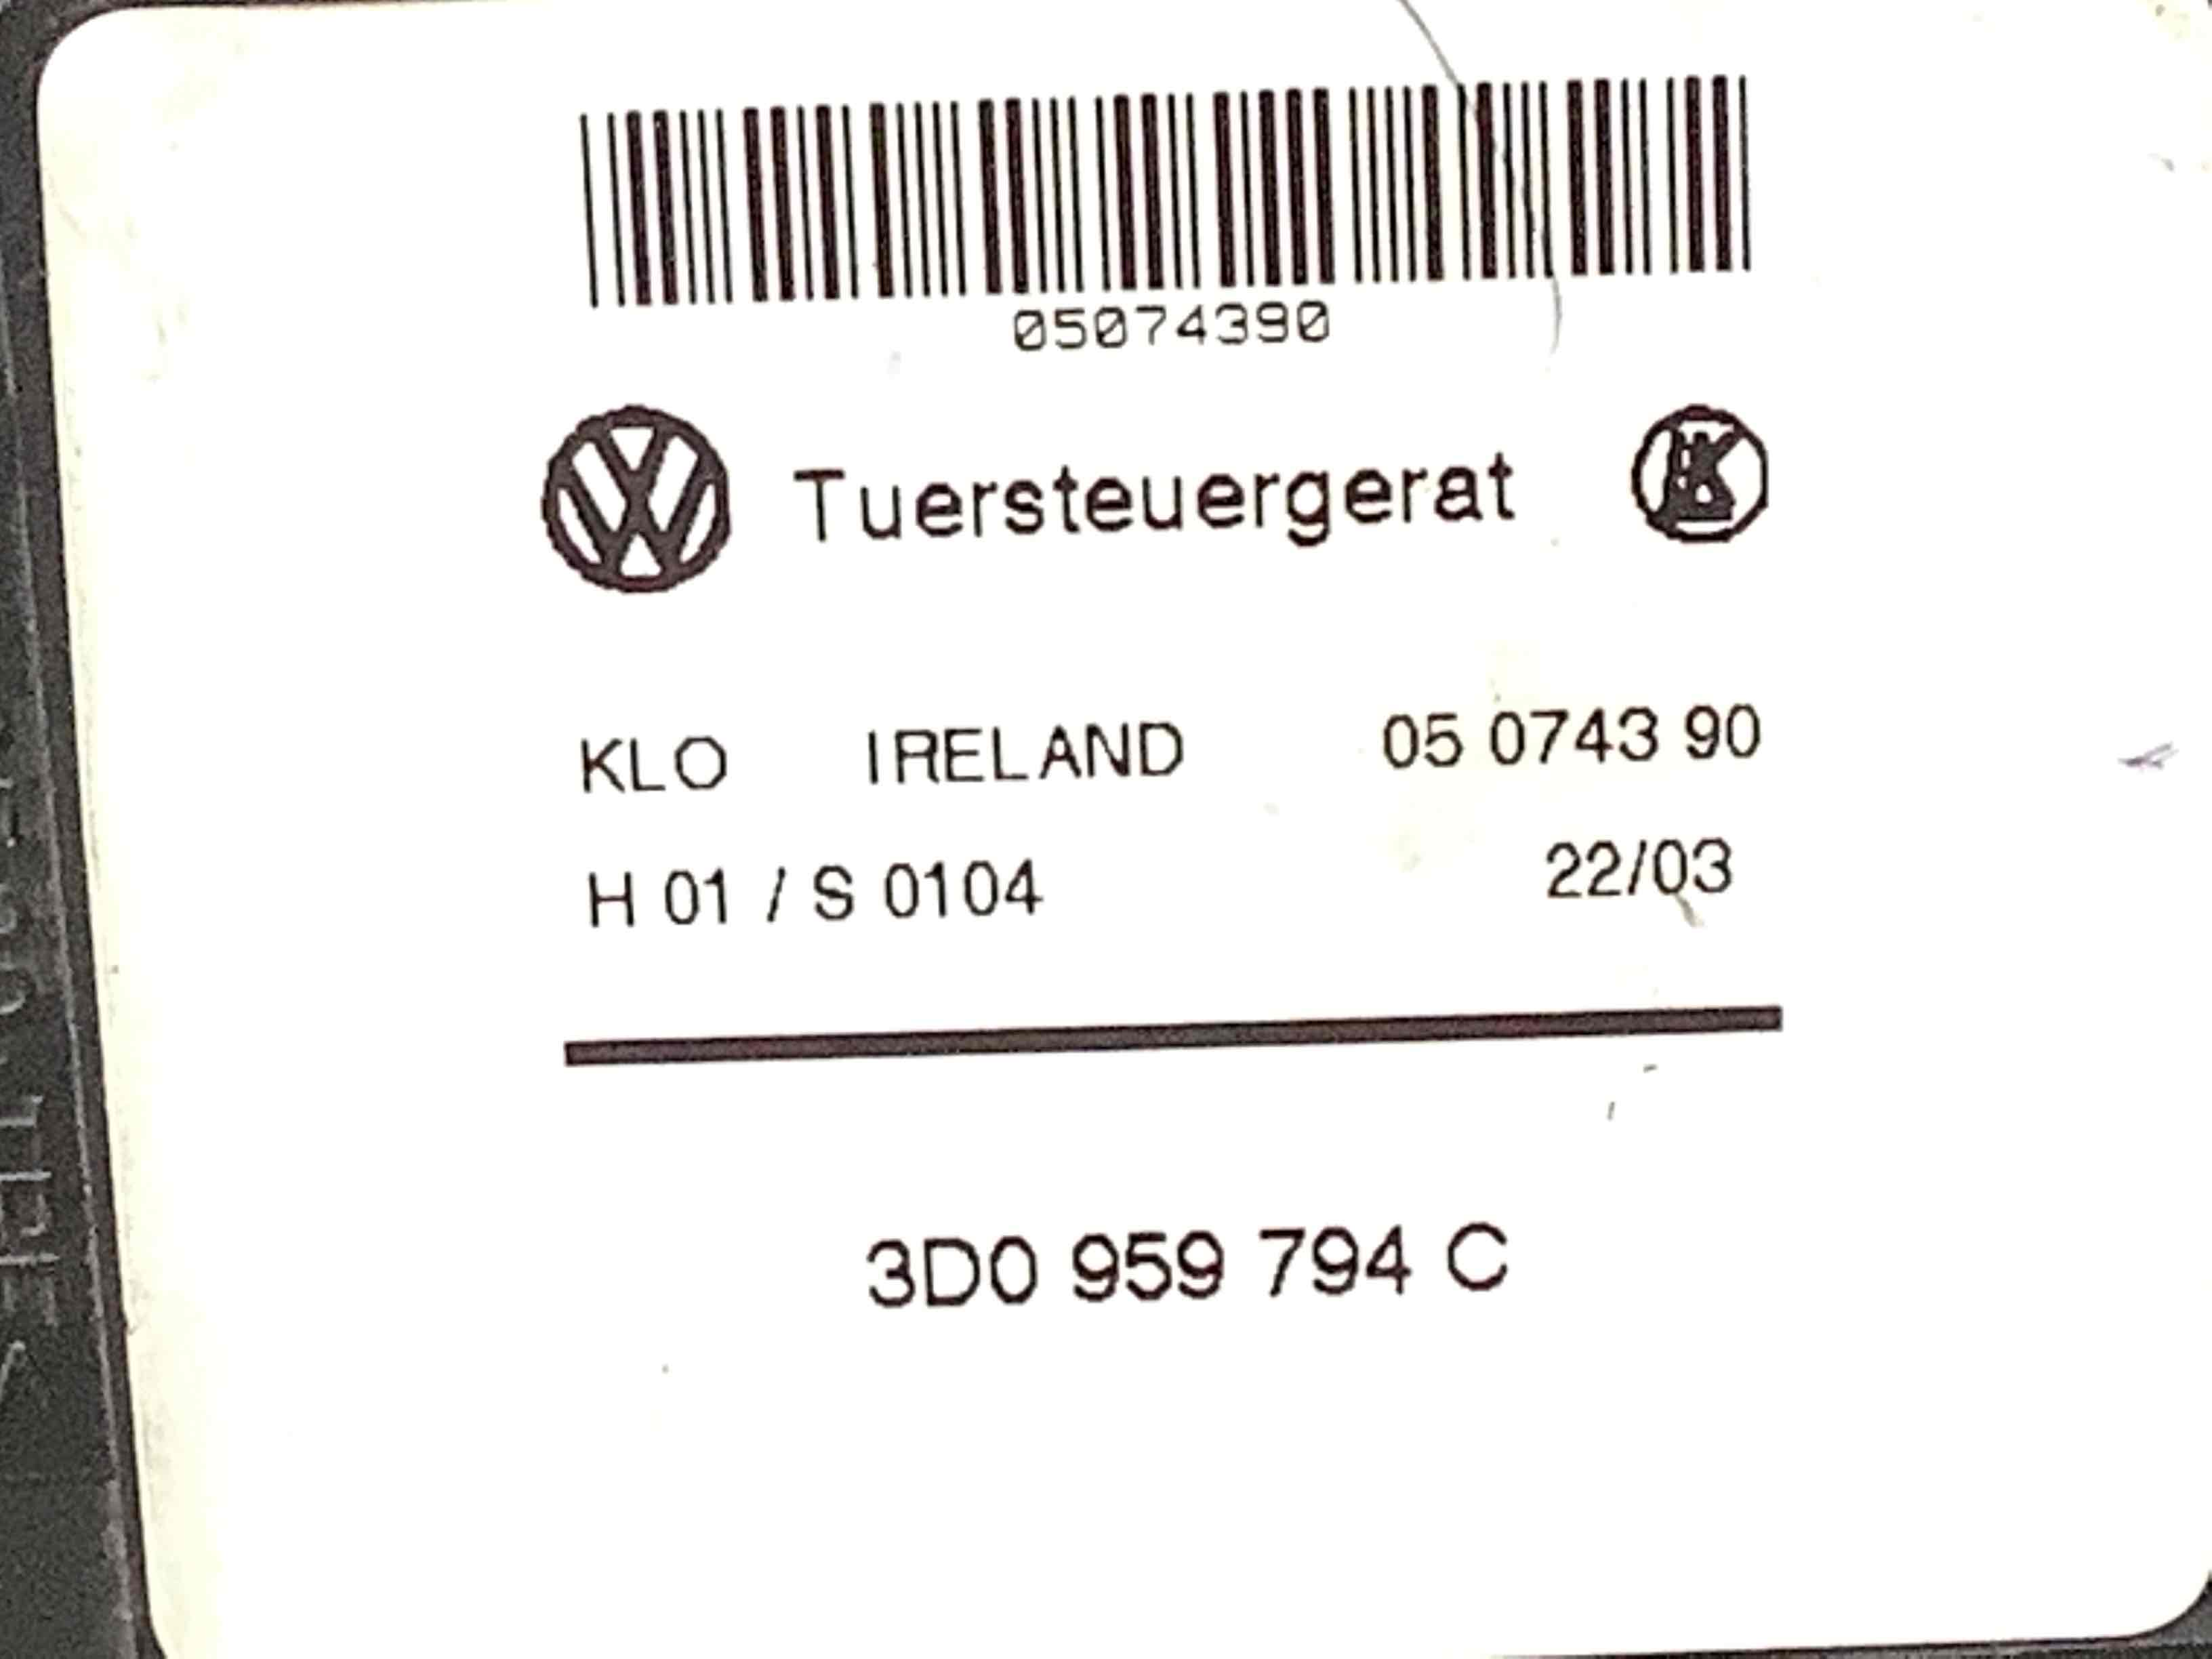 05074390
Tuersteuergerat
KLO IRELAND 05 0743 90
H 01 / S 0104 22/03
3D0 959 794 C